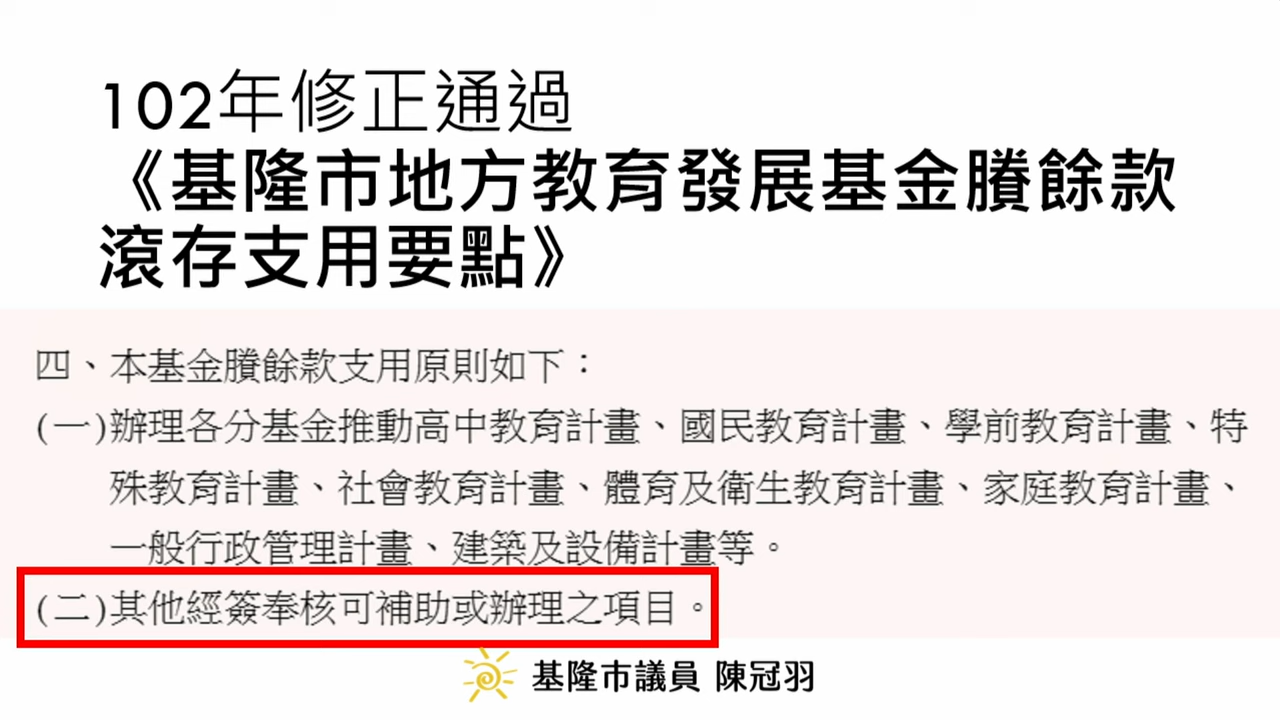 102年修正通過
《基隆市地方教育發展基金賸餘款
滾存支用要點》
四、本基金賸餘款支用原則如下：
(一)辦理各分基金推動高中教育計畫、國民教育計畫、學前教育計畫、特
殊教育計畫、社會教育計畫、體育及衛生教育計畫、家庭教育計畫、
一般行政管理計畫、建築及設備計畫等。
(二)其他經簽奉核可補助或辦理之項目。
基隆市議員 陳冠羽